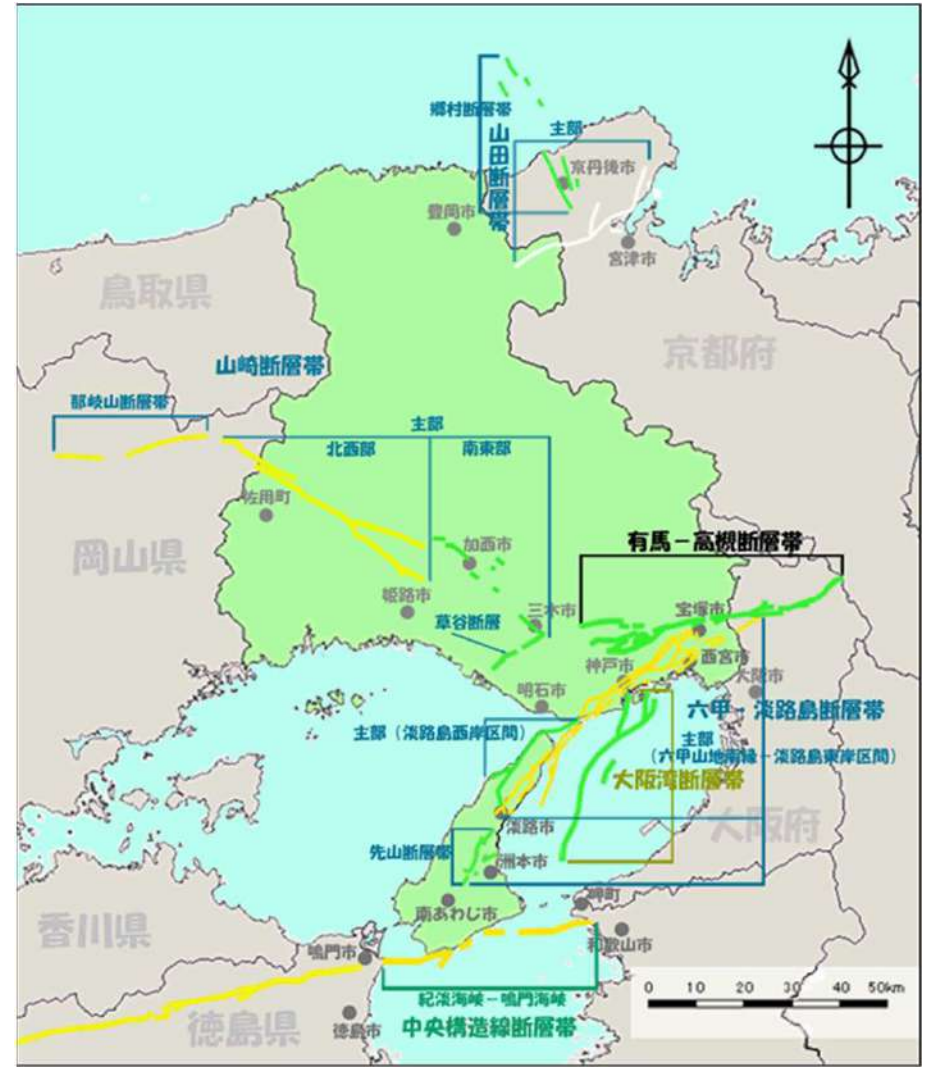 郷村断層帯
山田断層帯
主部
京丹後市
豊岡市
宮津市
鳥取県
京都府
山崎断層帯
那岐山断層帯
主部
北西部
南東部
佐用町
加西市
岡山県
有馬－高槻断層帯
姫路市
三木市
宝塚市
草谷断層
神戸市
西宮市
明石市
大阪市
六甲・淡路島断層帯
主部（淡路島西岸区間）
主部
（六甲山地南縁－淡路島東岸区間）
大阪湾断層帯
淡路市
大阪府
先山断層帯
洲本市
南あわじ市
岬町
香川県
鳴門市
和歌山市
紀淡海峡－鳴門海峡
中央構造線断層帯
徳島県
徳島市
0 10 20 30 40 50km